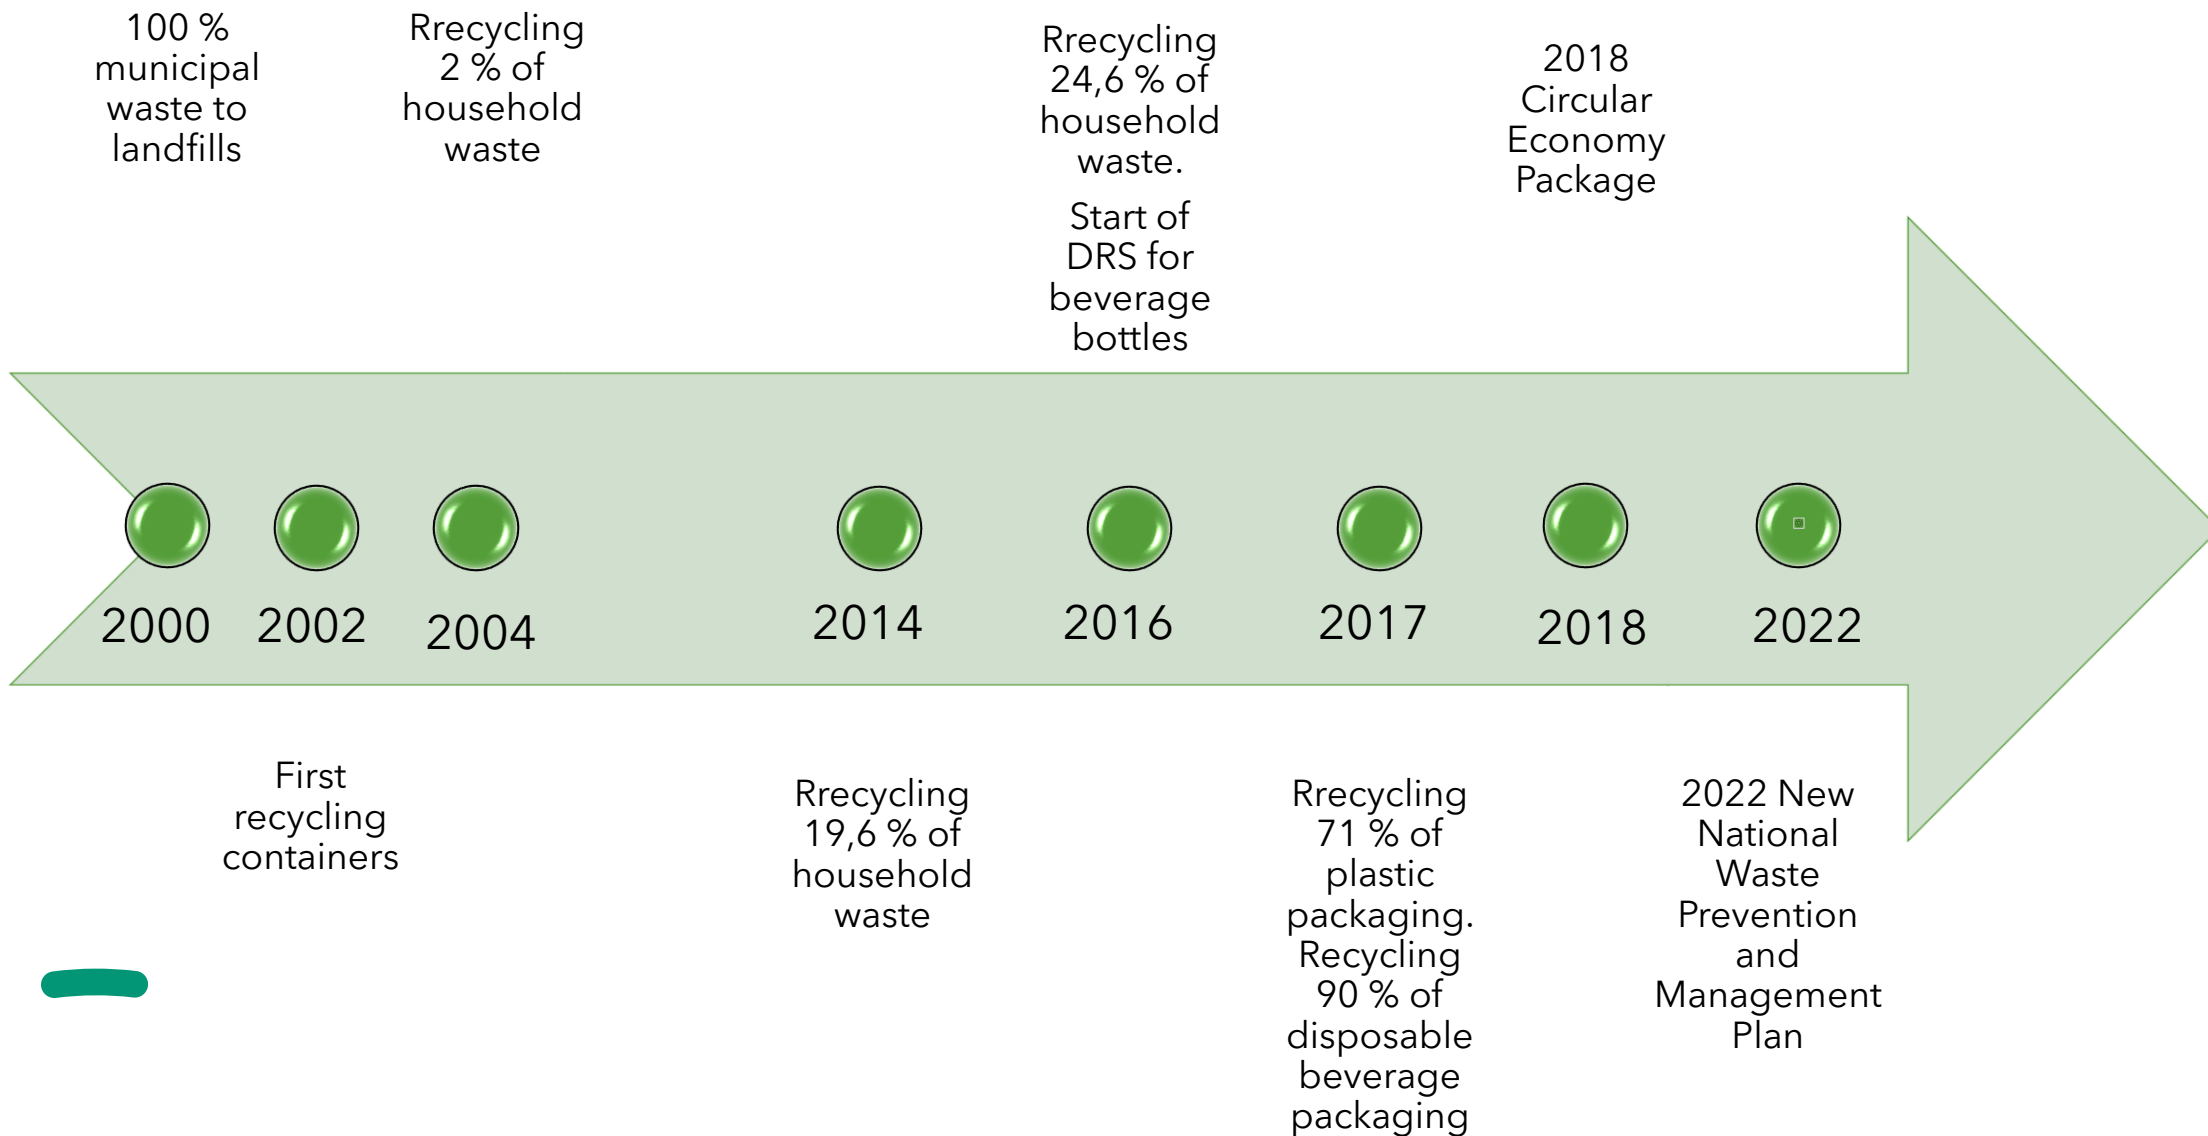 100 %
municipal
waste to
landfills
Rrecycling
2 % of
household
waste
Rrecycling
24,6 % of
household
waste.
Start of
DRS for
beverage
bottles
2018
Circular
Economy
Package
2000
2002
2004
2014
2016
2017
2018
2022
First
recycling
containers
Rrecycling
19,6 % of
household
waste
Rrecycling
71 % of
plastic
packaging.
Recycling
90 % of
disposable
beverage
packaging
2022 New
National
Waste
Prevention
and
Management
Plan